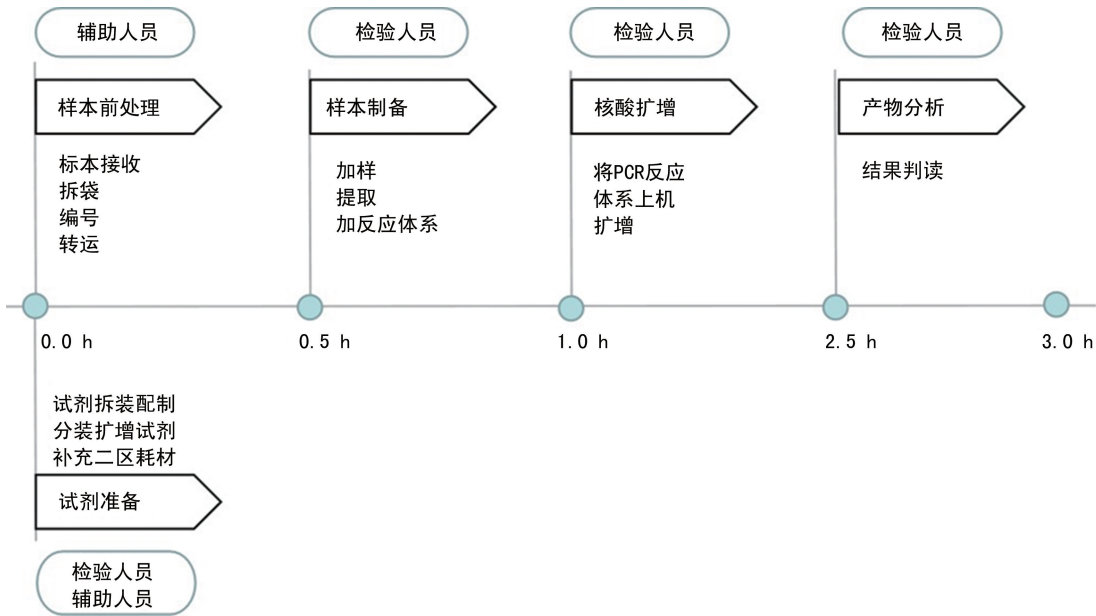 辅助人员
检验人员
检验人员
检验人员
样本前处理
样本制备
核酸扩增
产物分析
标本接收
拆袋
编号
转运
加样
提取
加反应体系
将PCR反应
体系上机
扩增
结果判读
0.0 h
0.5 h
1.0 h
2.5 h
3.0 h
试剂拆装配制
分装扩增试剂
补充二区耗材
试剂准备
检验人员
辅助人员